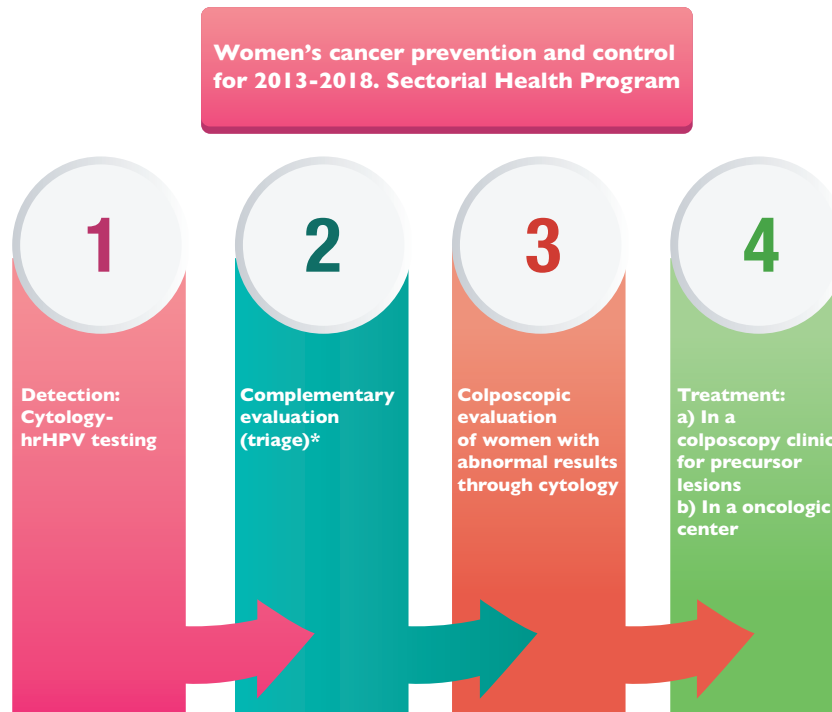 Women's cancer prevention and control
for 2013-2018. Sectorial Health Program
1
Detection:
Cytology-
hrHPV testing
2
Complementary
evaluation
(triage)*
3
Colposcopic
evaluation
of women with
abnormal results
through cytology
4
Treatment:
a) In a
colposcopy clinic
for precursor
lesions
b) In a oncologic
center